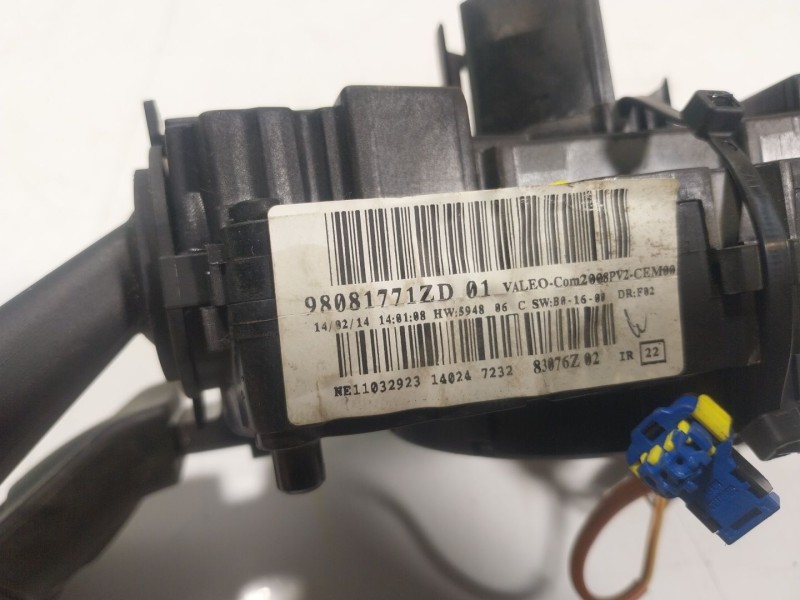 98081771ZD 01 VALEO-Com2008PV2-CEM00
14/02/14 14:01:08 HW:5948 06 C SW:B0-16-00 DR:F02
NE11032923 14024 7232 83076Z 02 IR 22